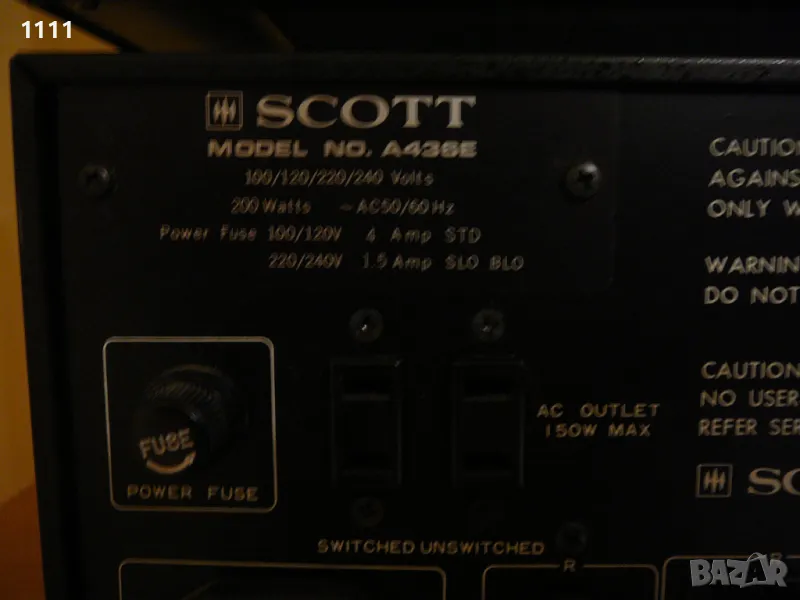 1111
SCOTT
MODEL NO. A436E
100/120/220/240 Volts
200 Watts ~AC50/60Hz
Power Fuse 100/120V 4 Amp STD
220/240V 1.5 Amp SLO BLO
CAUTION
AGAINS
ONLY W
WARNIN
DO NOT
CAUTION
NO USER
REFER SER
AC OUTLET
150W MAX
FUSE
POWER FUSE
SC
SWITCHED UNSWITCHED
R
R
BAZAR